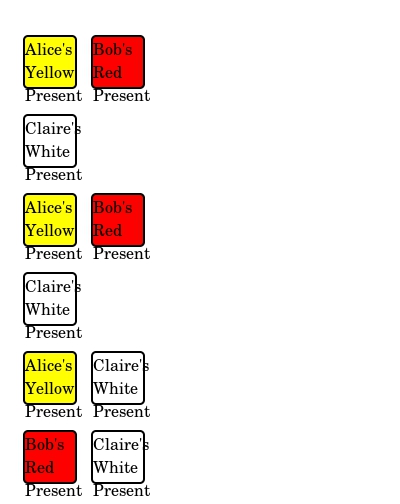 Alice's Bob's
Yellow Red
Present Present
Claire's
White
Present
Alice's Bob's
Yellow Red
Present Present
Claire's
White
Present
Alice's Claire's
Yellow White
Present Present
Bob's Claire's
Red White
Present Present